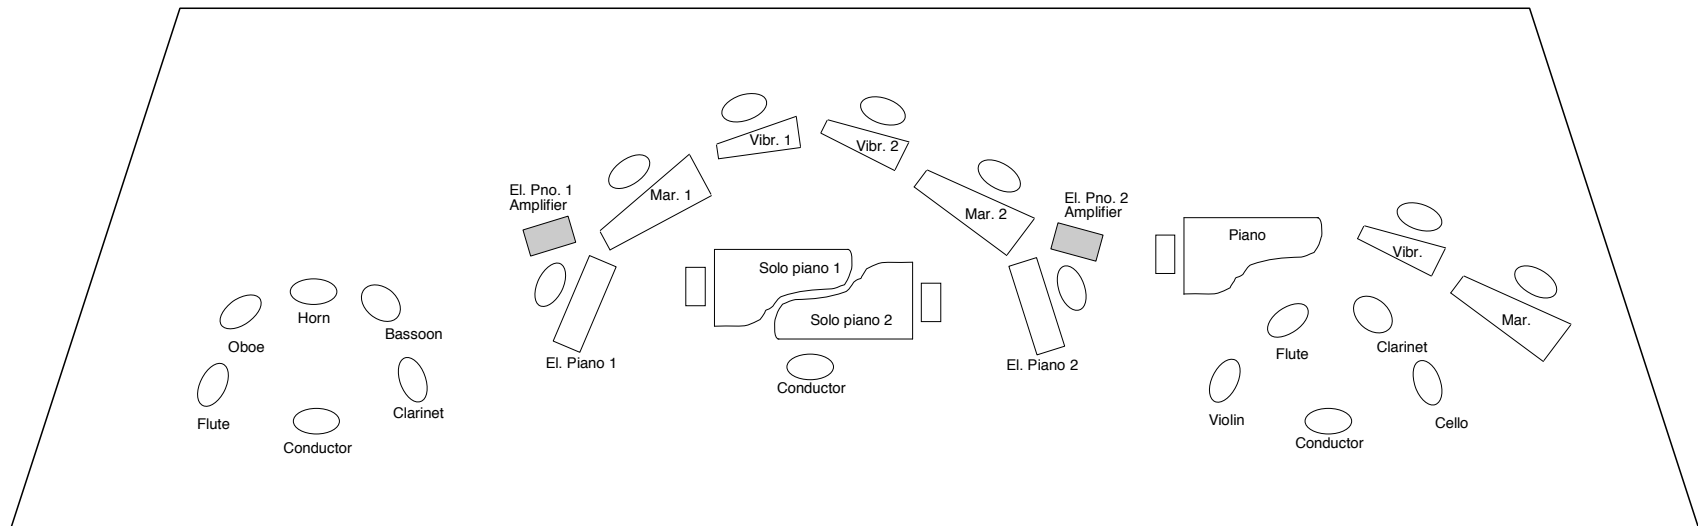 Vibr. 1
Vibr. 2
El. Pno. 1
Amplifier
Mar. 1
El. Pno. 2
Amplifier
Mar. 2
Piano
Vibr.
Solo piano 1
Solo piano 2
Horn
Bassoon
Oboe
Mar.
Flute
Clarinet
El. Piano 1
El. Piano 2
Conductor
Clarinet
Flute
Violin
Cello
Conductor
Conductor